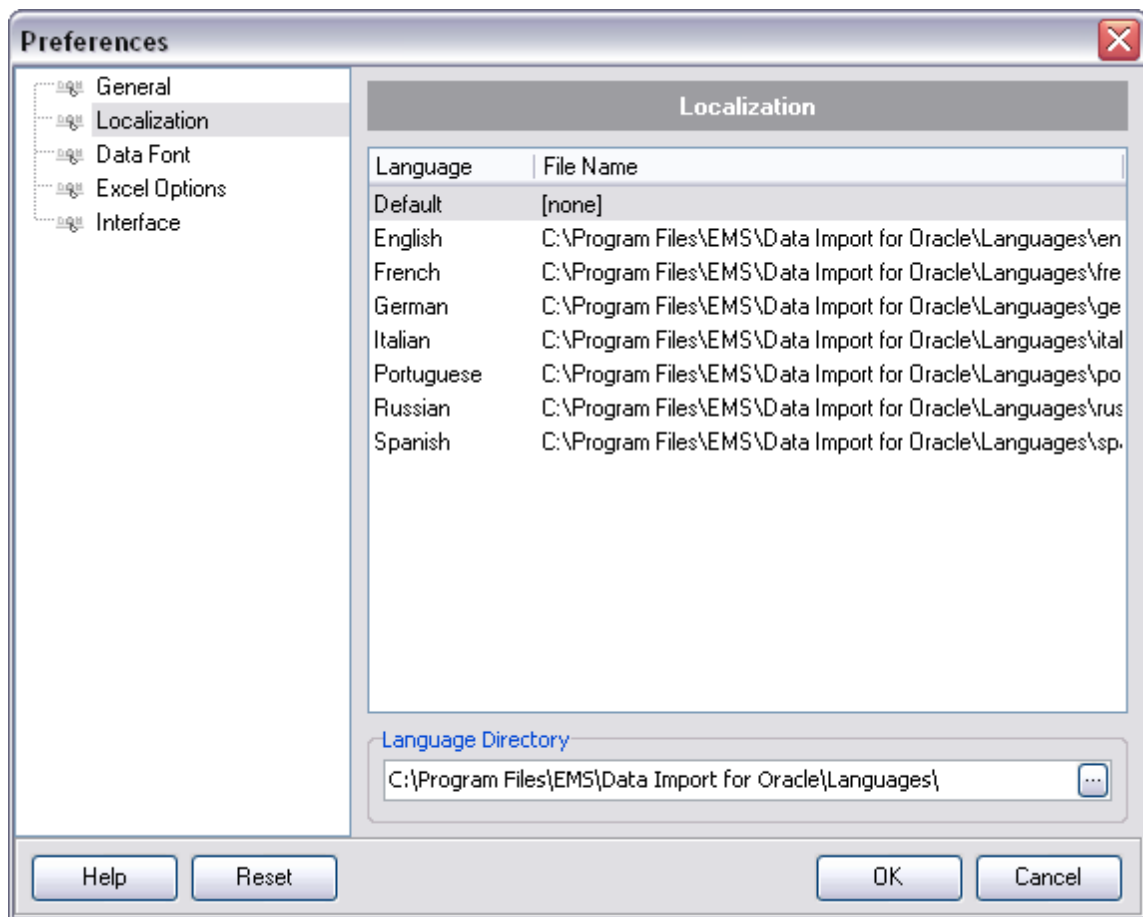 Preferences
General
Localization
Data Font
Excel Options
Interface
Localization
Language File Name
Default [none]
English C:\Program Files\EMS\Data Import for Oracle\Languages\en
French C:\Program Files\EMS\Data Import for Oracle\Languages\fre
German C:\Program Files\EMS\Data Import for Oracle\Languages\ge
Italian C:\Program Files\EMS\Data Import for Oracle\Languages\ital
Portuguese C:\Program Files\EMS\Data Import for Oracle\Languages\po
Russian C:\Program Files\EMS\Data Import for Oracle\Languages\rus
Spanish C:\Program Files\EMS\Data Import for Oracle\Languages\spa
Language Directory
C:\Program Files\EMS\Data Import for Oracle\Languages\ ...
Help Reset OK Cancel